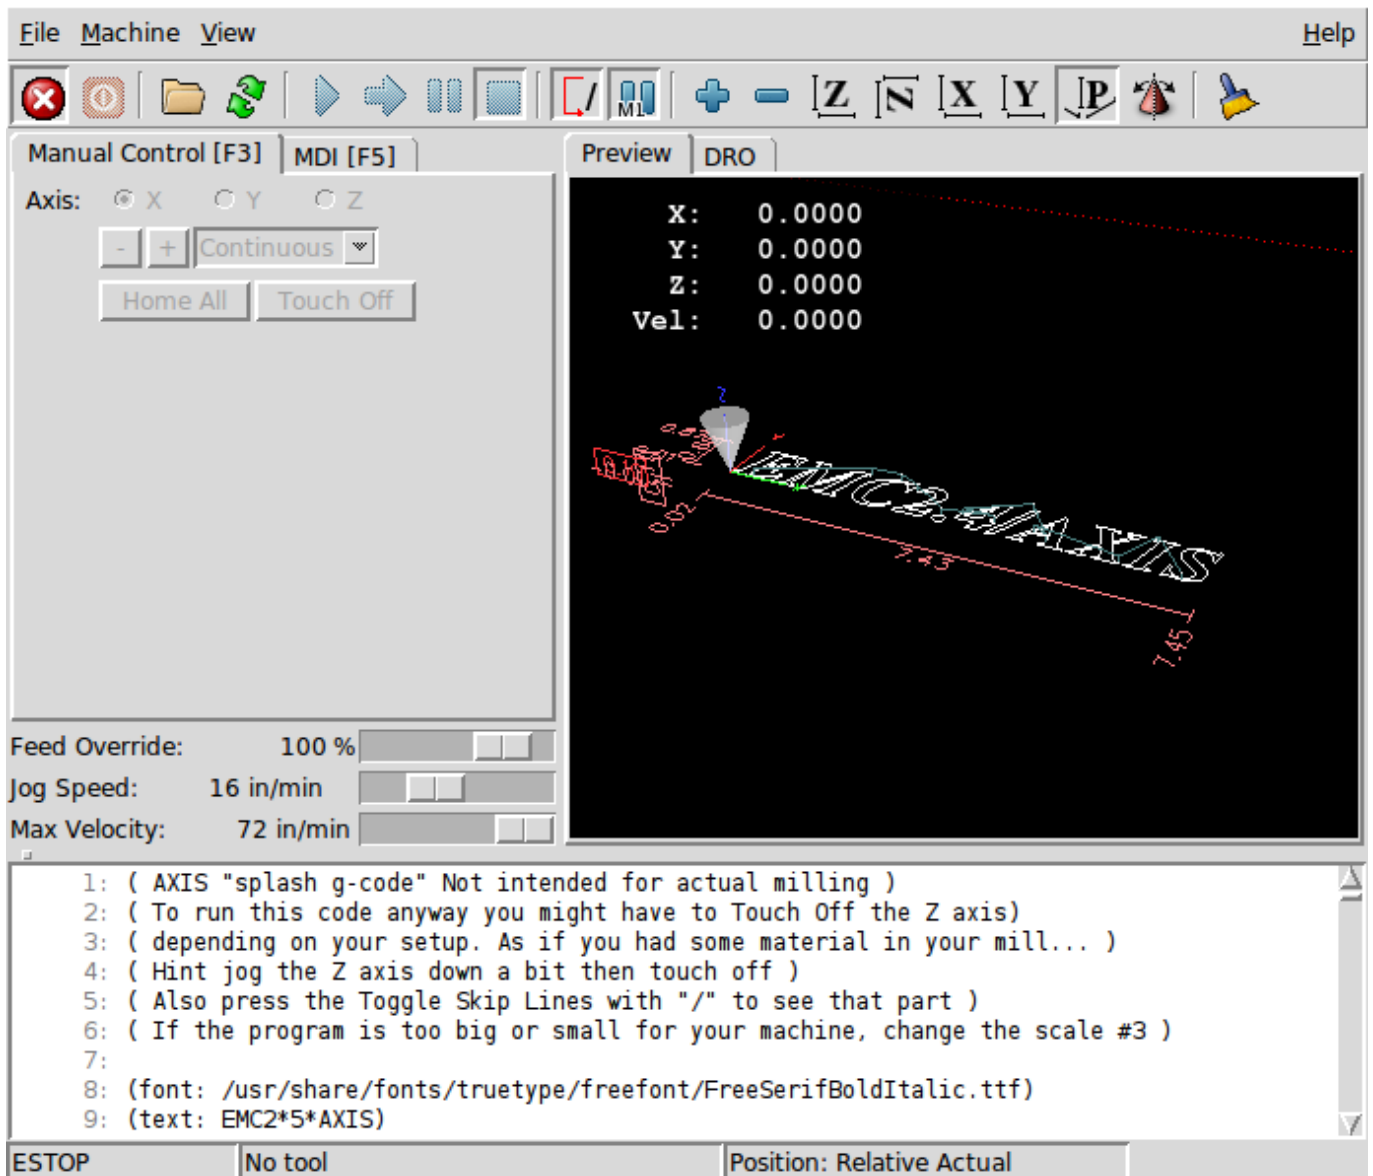 File Machine View Help
M1 Z N X Y P
Manual Control [F3] MDI [F5] Preview DRO
Axis: X Y Z
- + Continuous
Home All Touch Off
X: 0.0000
Y: 0.0000
Z: 0.0000
Vel: 0.0000
Z
EMC2.4/AXIS
0.02
7.43
7.45
Feed Override: 100 %
Jog Speed: 16 in/min
Max Velocity: 72 in/min
1: ( AXIS "splash g-code" Not intended for actual milling )
2: ( To run this code anyway you might have to Touch Off the Z axis)
3: ( depending on your setup. As if you had some material in your mill... )
4: ( Hint jog the Z axis down a bit then touch off )
5: ( Also press the Toggle Skip Lines with "/" to see that part )
6: ( If the program is too big or small for your machine, change the scale #3 )
7:
8: (font: /usr/share/fonts/truetype/freefont/FreeSerifBoldItalic.ttf)
9: (text: EMC2*5*AXIS)
ESTOP No tool Position: Relative Actual